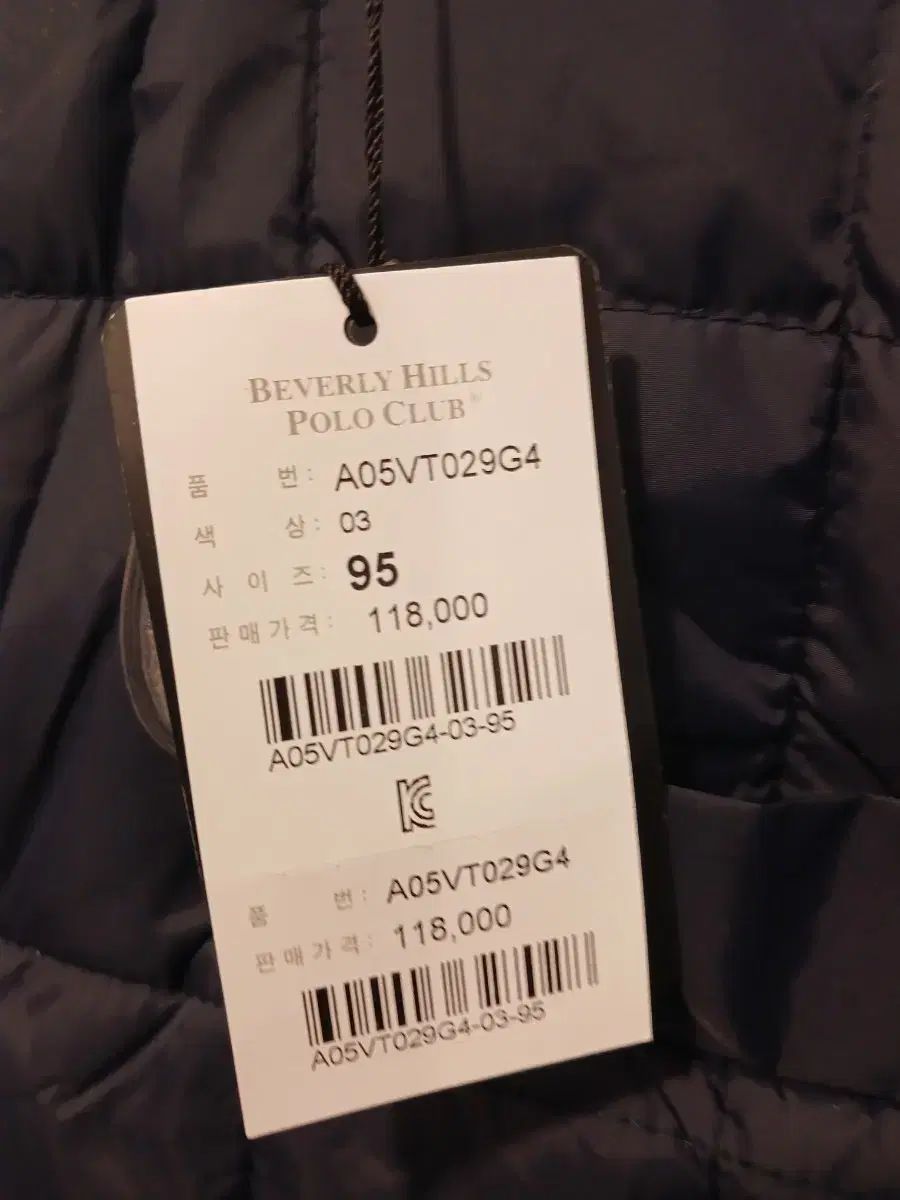 BEVERLY HILLS
POLO CLUB®
품 번: A05VT029G4
색 상: 03
사 이 즈: 95
판매가격: 118,000
A05VT029G4-03-95
KC
품 번: A05VT029G4
판매가격: 118,000
A05VT029G4-03-95